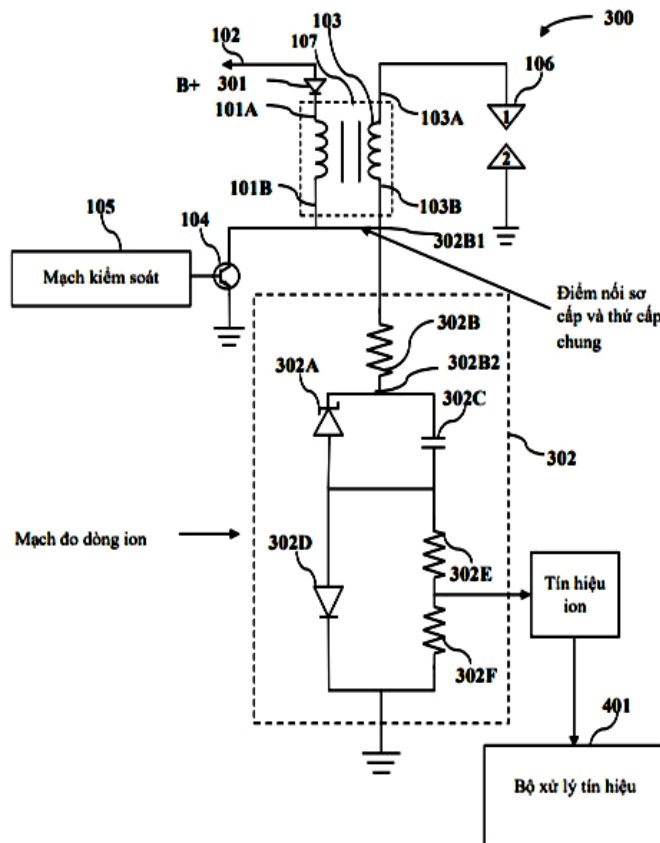 300
102
107
103
106
B+
301
101A
103A
1
2
101B
103B
105
104
302B1
Mạch kiểm soát
Điểm nối sơ
cấp và thứ cấp
chung
302B
302A
302B2
302C
302
Mạch đo dòng ion
302D
302E
Tín hiệu
ion
302F
401
Bộ xử lý tín hiệu